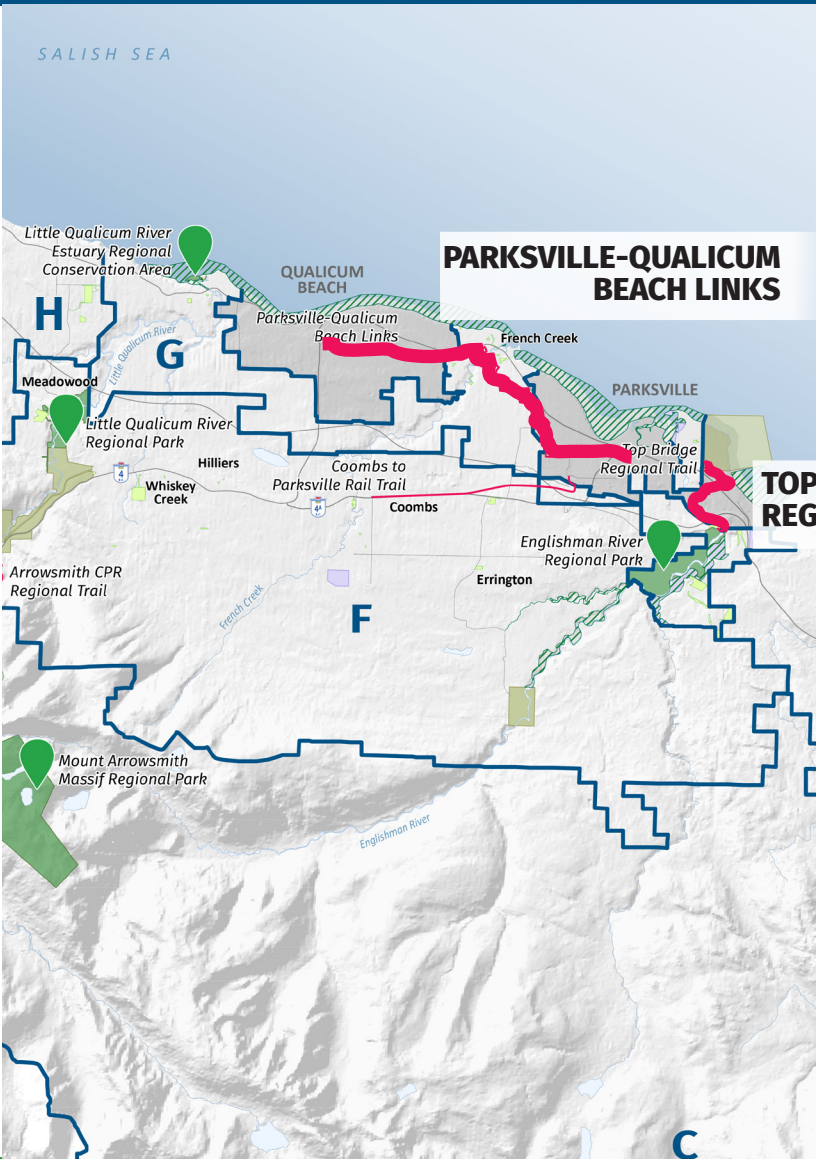 SALISH SEA
Little Qualicum River
Estuary Regional
Conservation Area
QUALICUM
BEACH
PARKSVILLE-QUALICUM
BEACH LINKS
H
Little Qualicum River
G
Parksville-Qualicum
Beach Links
French Creek
Meadowood
PARKSVILLE
Little Qualicum River
Regional Park
Top Bridge
Regional Trail
Hilliers
4
Whiskey
Creek
Coombs to
Parksville Rail Trail
4A
Coombs
TOP
REG
Englishman River
Regional Park
Arrowsmith CPR
Regional Trail
Errington
French Creek
F
Mount Arrowsmith
Massif Regional Park
Englishman River
C